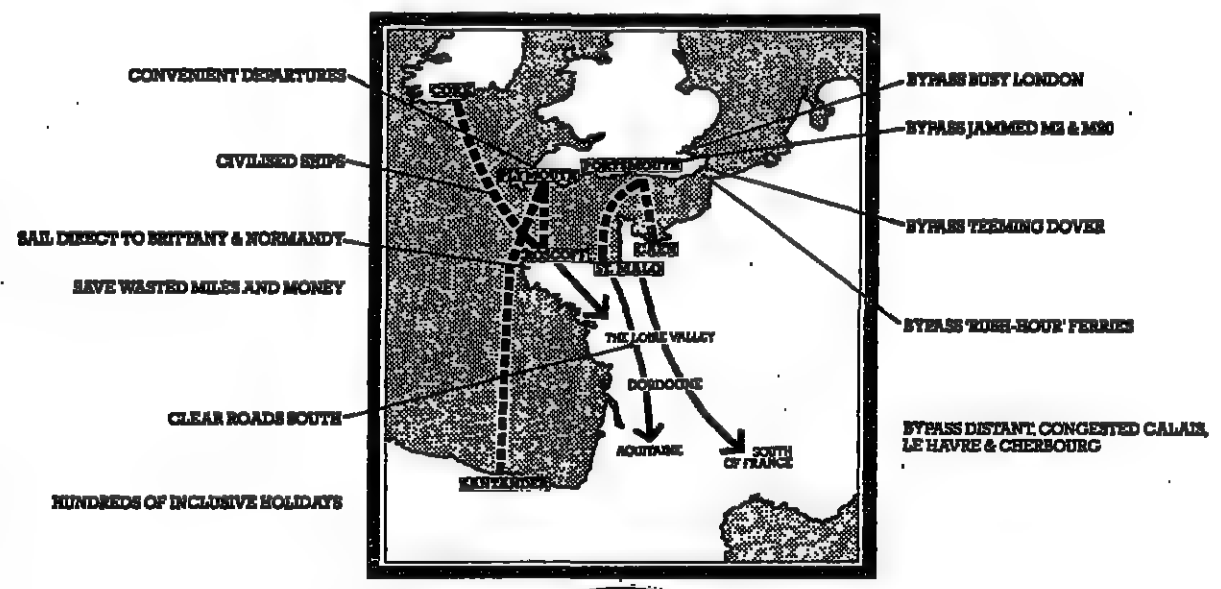 CONVENIENT DEPARTURES
CIVILISED SHIPS
SAIL DIRECT TO BRITTANY & NORMANDY
SAVE WASTED MILES AND MONEY
CLEAR ROADS SOUTH
HUNDREDS OF INCLUSIVE HOLIDAYS
CORK
PLYMOUTH
PORTSMOUTH
ROSCOFF
CAEN
ST. MALO
THE LOIRE VALLEY
DORDOGNE
AQUITAINE
SOUTH
OF FRANCE
SANTANDER
BYPASS BUSY LONDON
BYPASS JAMMED M2 & M20
BYPASS TEEMING DOVER
BYPASS 'RUSH-HOUR' FERRIES
BYPASS DISTANT, CONGESTED CALAIS,
LE HAVRE & CHERBOURG